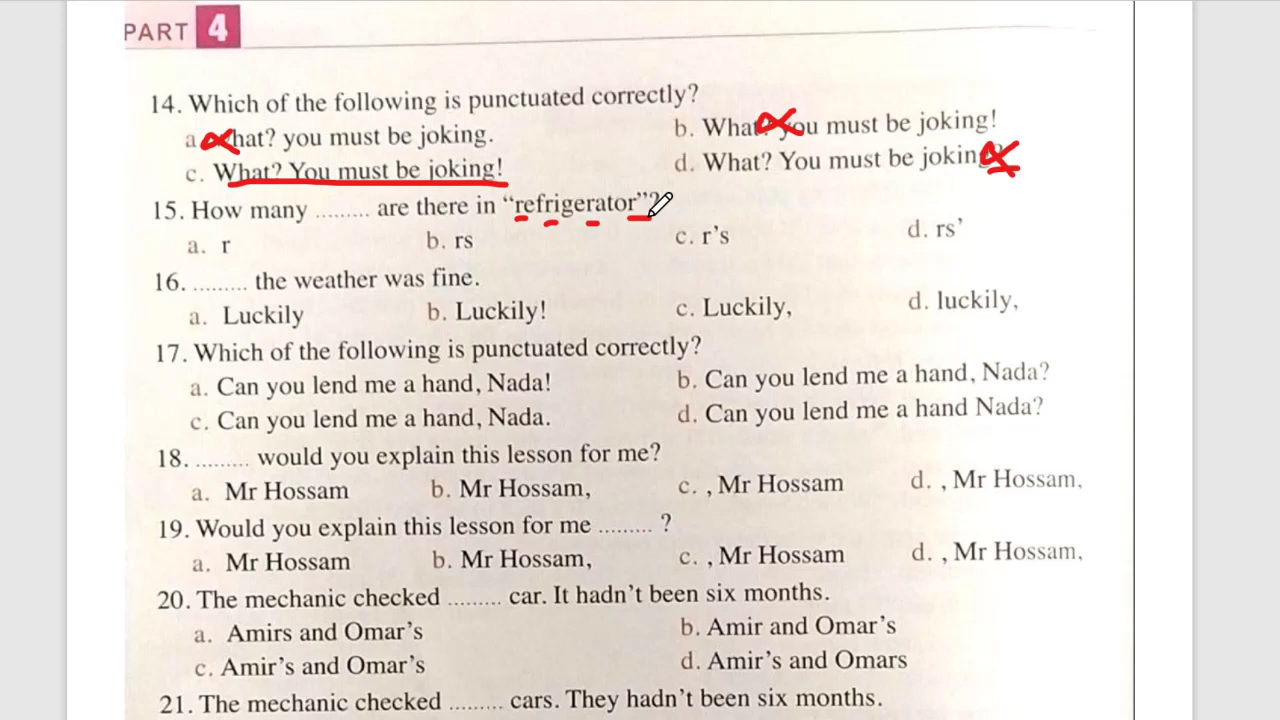 PART 4
14. Which of the following is punctuated correctly?
a. what? you must be joking. b. What? you must be joking!
c. What? You must be joking! d. What? You must be joking?
15. How many ......... are there in “refrigerator”?
a. r b. rs c. r’s d. rs’
16. ......... the weather was fine.
a. Luckily b. Luckily! c. Luckily, d. luckily,
17. Which of the following is punctuated correctly?
a. Can you lend me a hand, Nada! b. Can you lend me a hand, Nada?
c. Can you lend me a hand, Nada. d. Can you lend me a hand Nada?
18. ......... would you explain this lesson for me?
a. Mr Hossam b. Mr Hossam, c. , Mr Hossam d. , Mr Hossam,
19. Would you explain this lesson for me ......... ?
a. Mr Hossam b. Mr Hossam, c. , Mr Hossam d. , Mr Hossam,
20. The mechanic checked ......... car. It hadn’t been six months.
a. Amirs and Omar’s b. Amir and Omar’s
c. Amir’s and Omar’s d. Amir’s and Omars
21. The mechanic checked ......... cars. They hadn’t been six months.